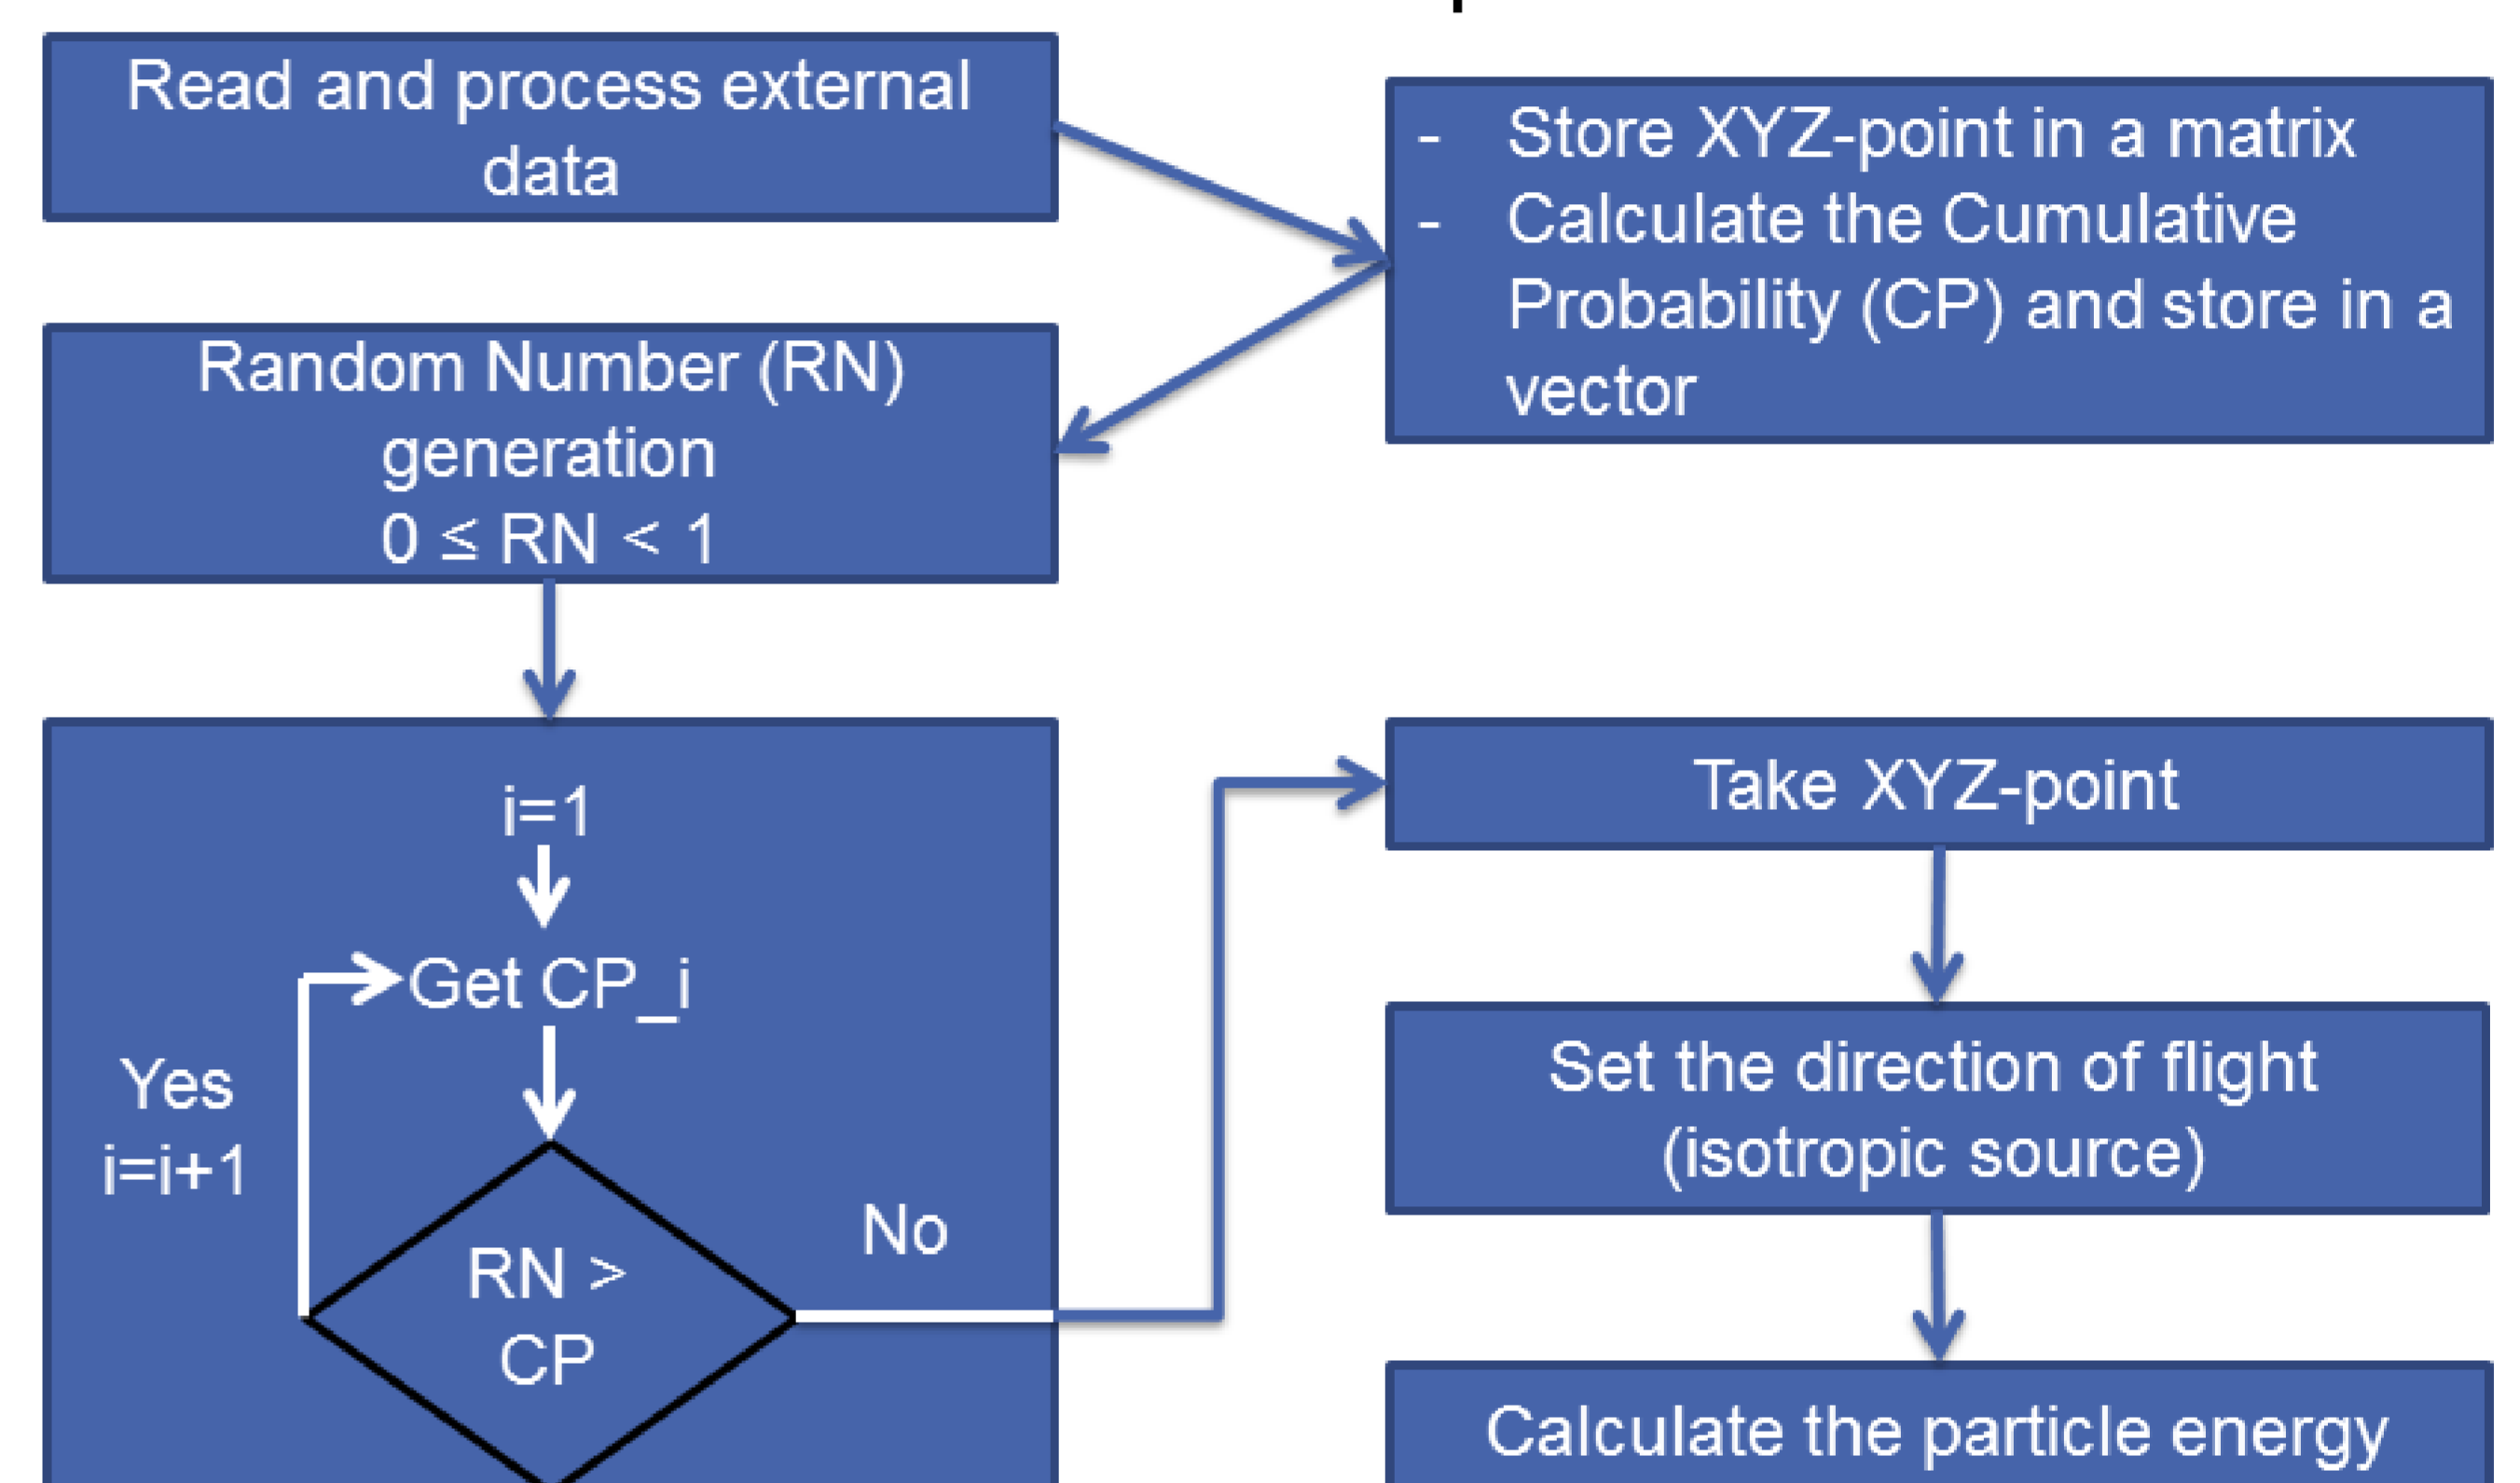 Read and process external
data
- Store XYZ-point in a matrix
- Calculate the Cumulative
Probability (CP) and store in a
vector
Random Number (RN)
generation
0 ≤ RN < 1
i=1
Get CP_i
Yes
i=i+1
RN >
CP
No
Take XYZ-point
Set the direction of flight
(isotropic source)
Calculate the particle energy